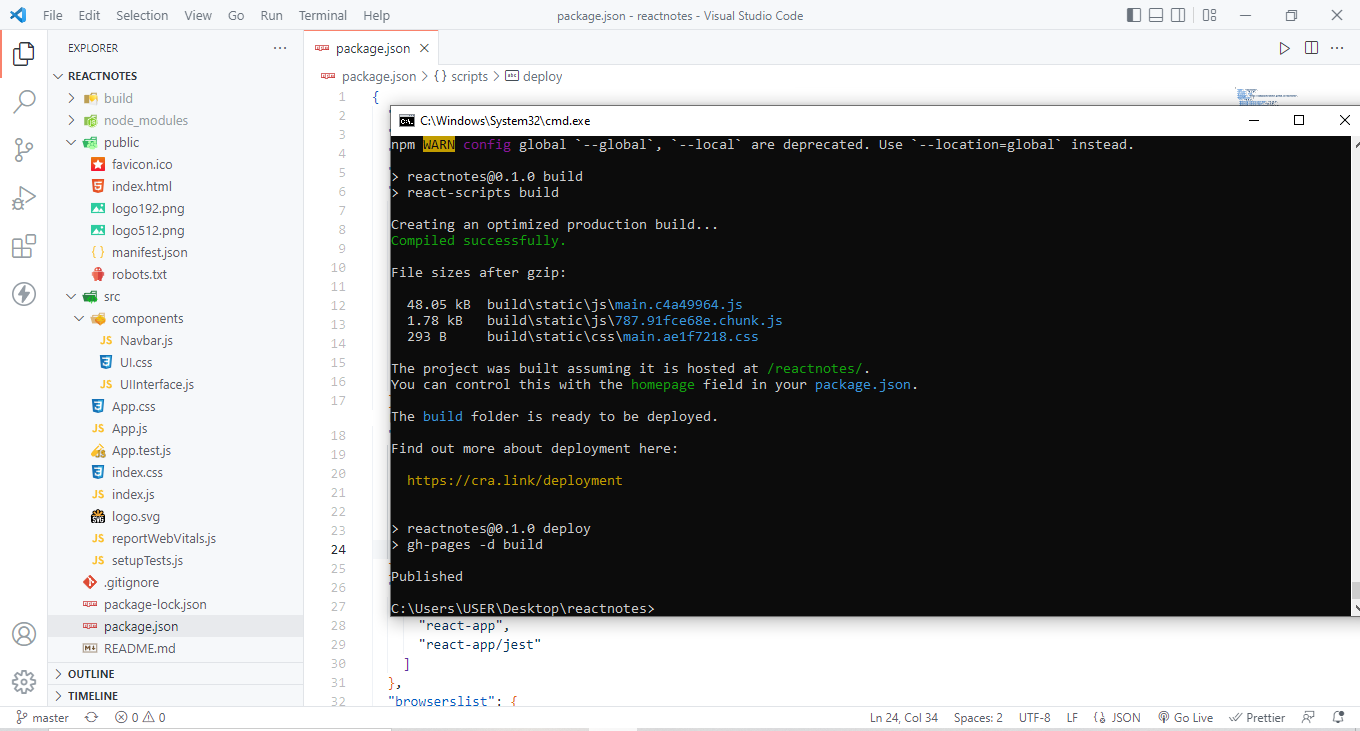 File Edit Selection View Go Run Terminal Help package.json - reactnotes - Visual Studio Code
EXPLORER
REACTNOTES
build
node_modules
public
favicon.ico
index.html
logo192.png
logo512.png
manifest.json
robots.txt
src
components
JS Navbar.js
UI.css
JS UIInterface.js
App.css
JS App.js
App.test.js
index.css
JS index.js
logo.svg
JS reportWebVitals.js
JS setupTests.js
.gitignore
package-lock.json
package.json
README.md
OUTLINE
TIMELINE
package.json
package.json > { } scripts > deploy
1 {
2
3
4
5
6
7
8
9
10
11
12
13
14
15
16
17
18
19
20
21
22
23
24
25
26
27
28 "react-app",
29 "react-app/jest"
30 ]
31 },
32 "browserslist": {
C:\Windows\System32\cmd.exe
npm WARN config global `--global`, `--local` are deprecated. Use `--location=global` instead.
> reactnotes@0.1.0 build
> react-scripts build
Creating an optimized production build...
Compiled successfully.
File sizes after gzip:
48.05 kB build\static\js\main.c4a49964.js
1.78 kB build\static\js\787.91fce68e.chunk.js
293 B build\static\css\main.ae1f7218.css
The project was built assuming it is hosted at /reactnotes/.
You can control this with the homepage field in your package.json.
The build folder is ready to be deployed.
Find out more about deployment here:
https://cra.link/deployment
> reactnotes@0.1.0 deploy
> gh-pages -d build
Published
C:\Users\USER\Desktop\reactnotes>
master 0 0 Ln 24, Col 34 Spaces: 2 UTF-8 LF JSON Go Live Prettier